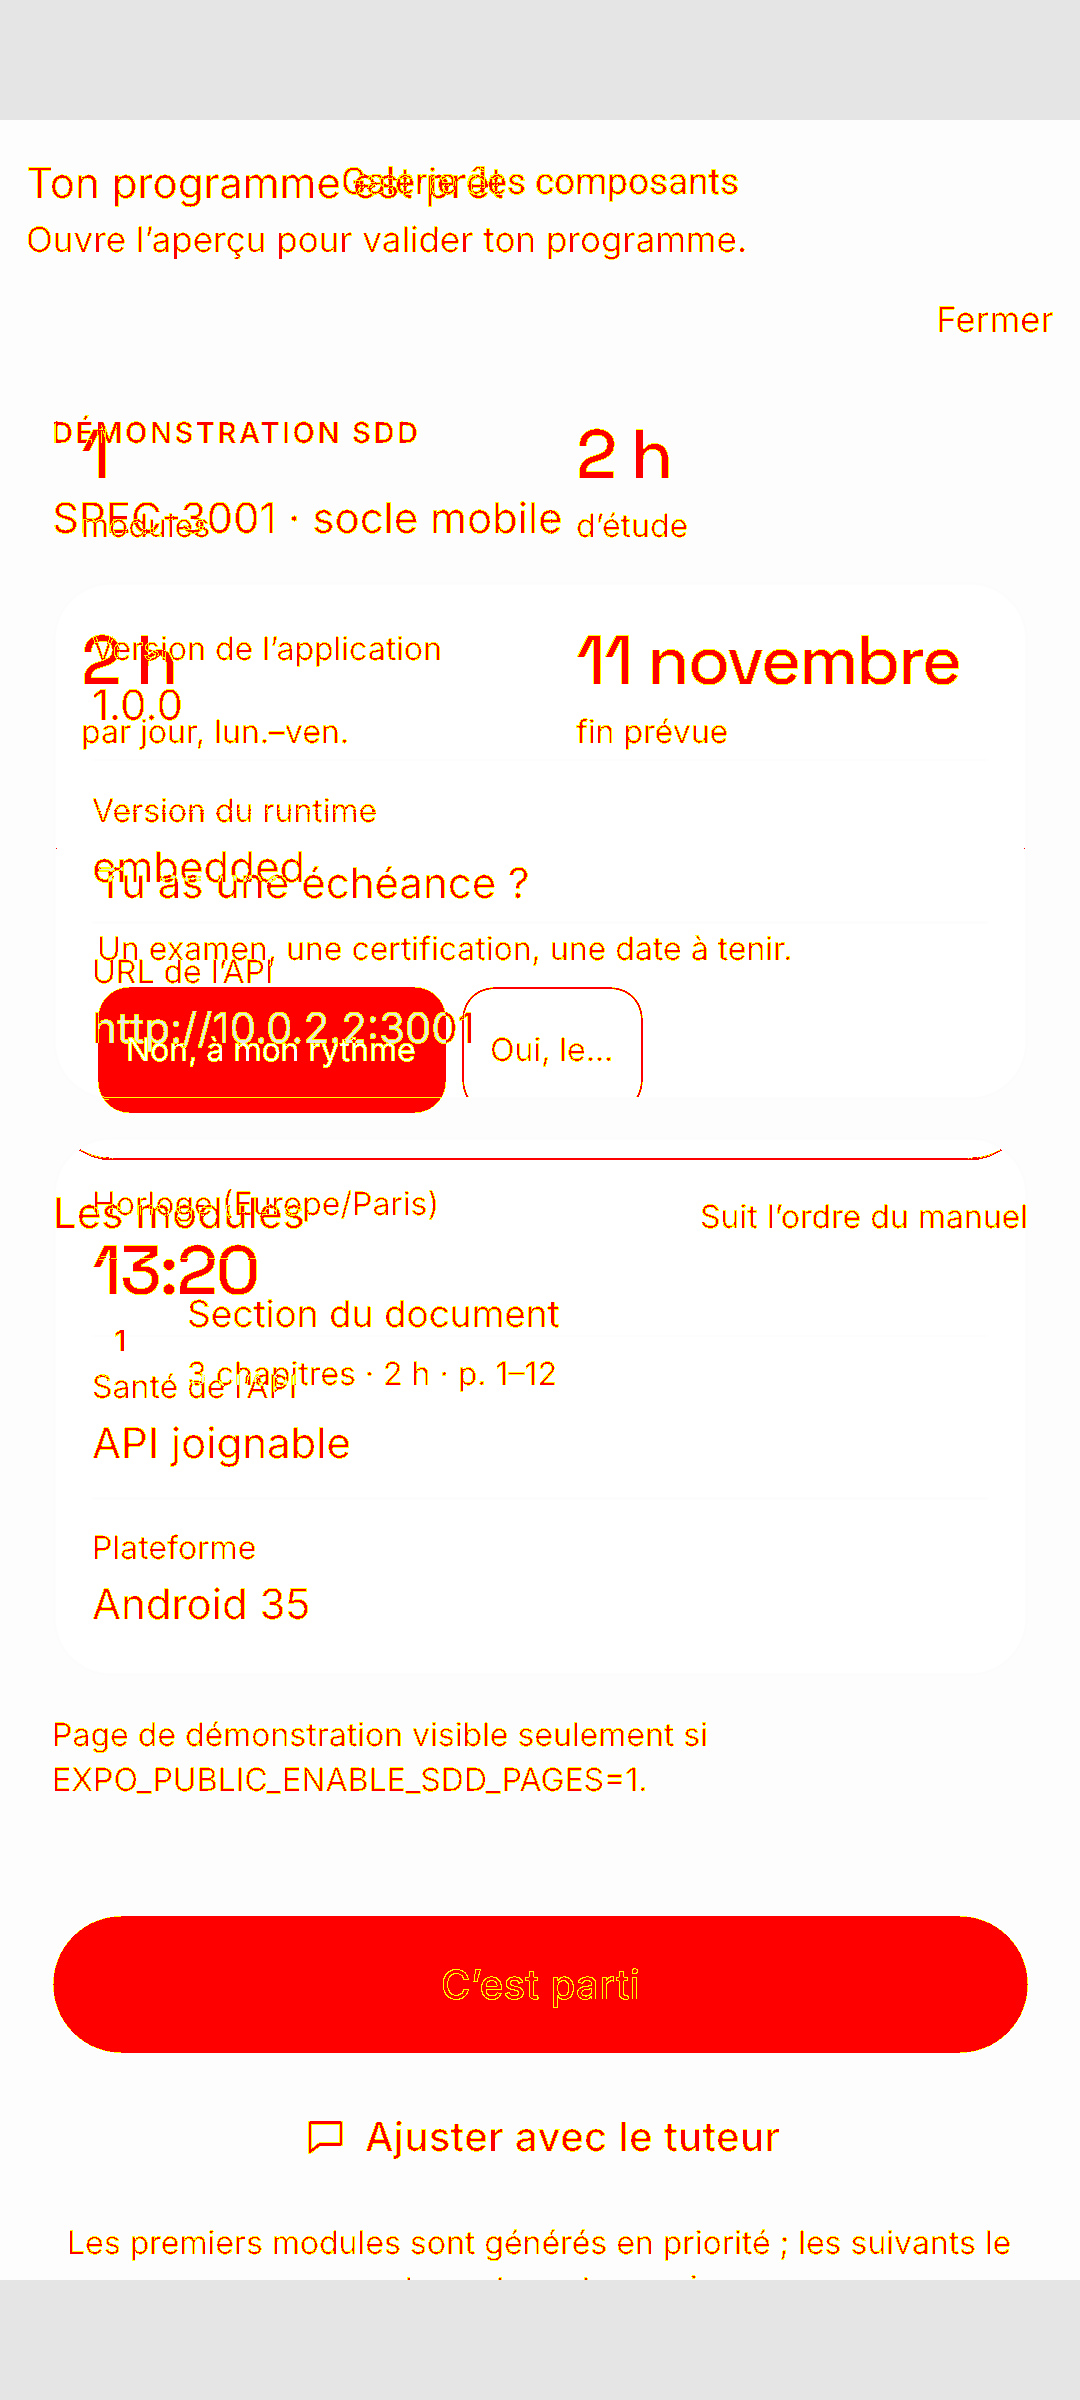 Ton programme est prêt
Galerie des composants
Ouvre l’aperçu pour valider ton programme.
Fermer
DÉMONSTRATION SDD
1
2 h
SPEC-3001 · socle mobile
modules
d’étude
Version de l’application
2 h
11 novembre
1.0.0
par jour, lun.–ven.
fin prévue
Version du runtime
embedded
Tu as une échéance ?
Un examen, une certification, une date à tenir.
URL de l’API
http://10.0.2.2:3001
Non, à mon rythme
Oui, le…
Horloge (Europe/Paris)
Les modules
Suit l’ordre du manuel
13:20
Section du document
1
3 chapitres · 2 h · p. 1–12
Santé de l’API
API joignable
Plateforme
Android 35
Page de démonstration visible seulement si
EXPO_PUBLIC_ENABLE_SDD_PAGES=1.
C’est parti
Ajuster avec le tuteur
Les premiers modules sont générés en priorité ; les suivants le